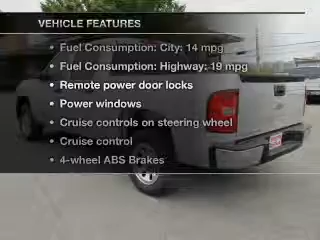 VEHICLE FEATURES
• Fuel Consumption: City: 14 mpg
• Fuel Consumption: Highway: 19 mpg
• Remote power door locks
• Power windows
• Cruise controls on steering wheel
• Cruise control
• 4-wheel ABS Brakes